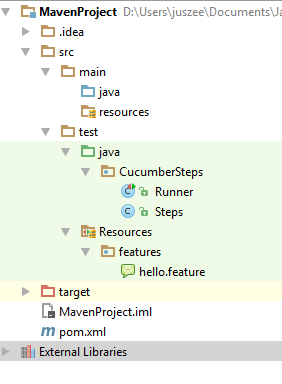 MavenProject D:\Users\juszee\Documents\Ja
.idea
src
main
java
resources
test
java
CucumberSteps
Runner
Steps
Resources
features
hello.feature
target
MavenProject.iml
pom.xml
External Libraries